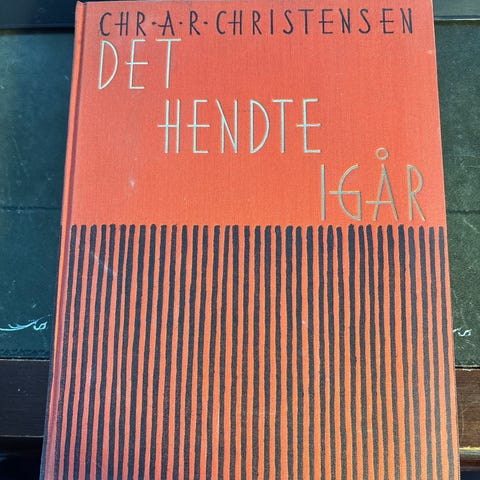 CHR·A·R·CHRISTENSEN
DET
HENDTE
IGÅR